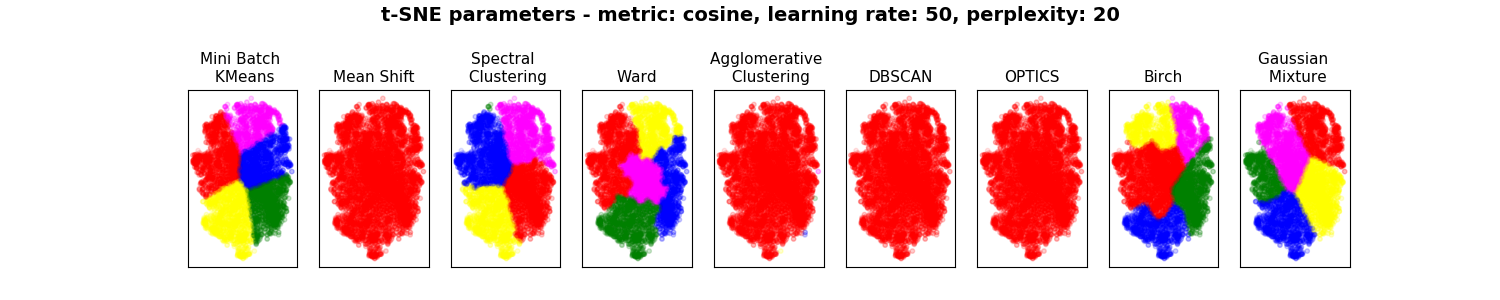 t-SNE parameters - metric: cosine, learning rate: 50, perplexity: 20
Mini Batch
KMeans
Mean Shift
Spectral
Clustering
Ward
Agglomerative
Clustering
DBSCAN
OPTICS
Birch
Gaussian
Mixture